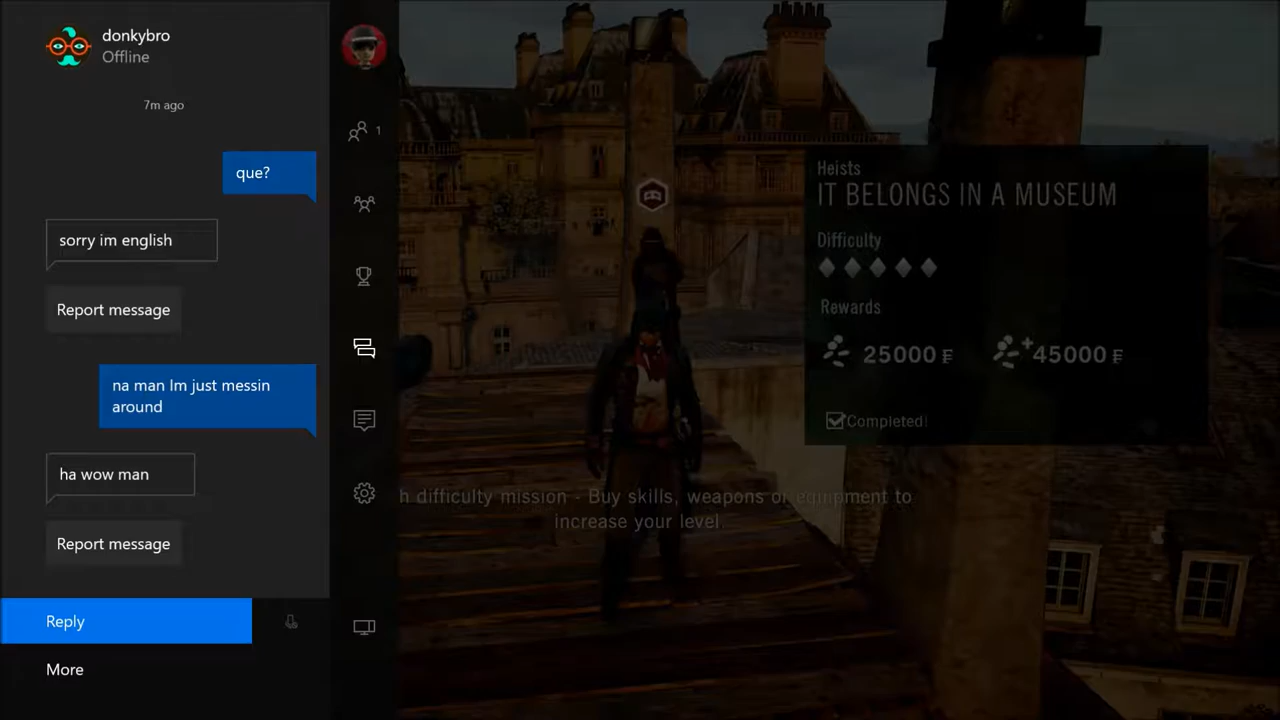 donkybro
Offline
7m ago
que?
sorry im english
Report message
na man Im just messin
around
ha wow man
Report message
Reply
More
1
Heists
IT BELONGS IN A MUSEUM
Difficulty
Rewards
25000 ₣
+45000 ₣
Completed!
h difficulty mission - Buy skills, weapons or equipment to
increase your level.